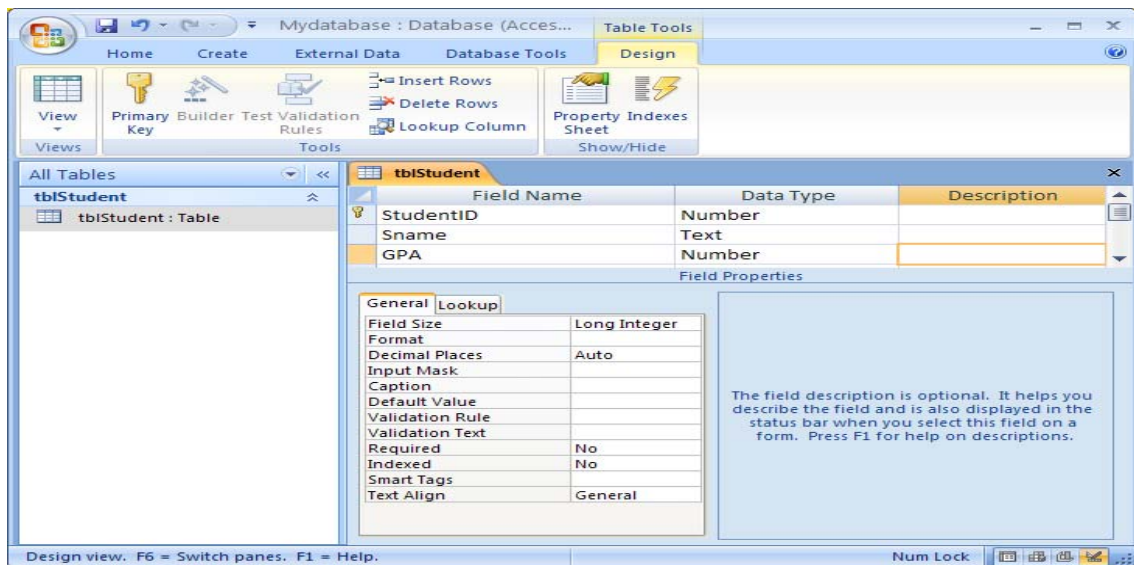 Mydatabase : Database (Acces...
Table Tools
Home Create External Data Database Tools Design
View
Primary Key
Builder
Test Validation Rules
Insert Rows
Delete Rows
Lookup Column
Property Sheet
Indexes
Views Tools Show/Hide
All Tables
tblStudent
tblStudent : Table
tblStudent
Field Name Data Type Description
StudentID Number
Sname Text
GPA Number
Field Properties
General Lookup
Field Size Long Integer
Format
Decimal Places Auto
Input Mask
Caption
Default Value
Validation Rule
Validation Text
Required No
Indexed No
Smart Tags
Text Align General
The field description is optional. It helps you
describe the field and is also displayed in the
status bar when you select this field on a
form. Press F1 for help on descriptions.
Design view. F6 = Switch panes. F1 = Help.
Num Lock